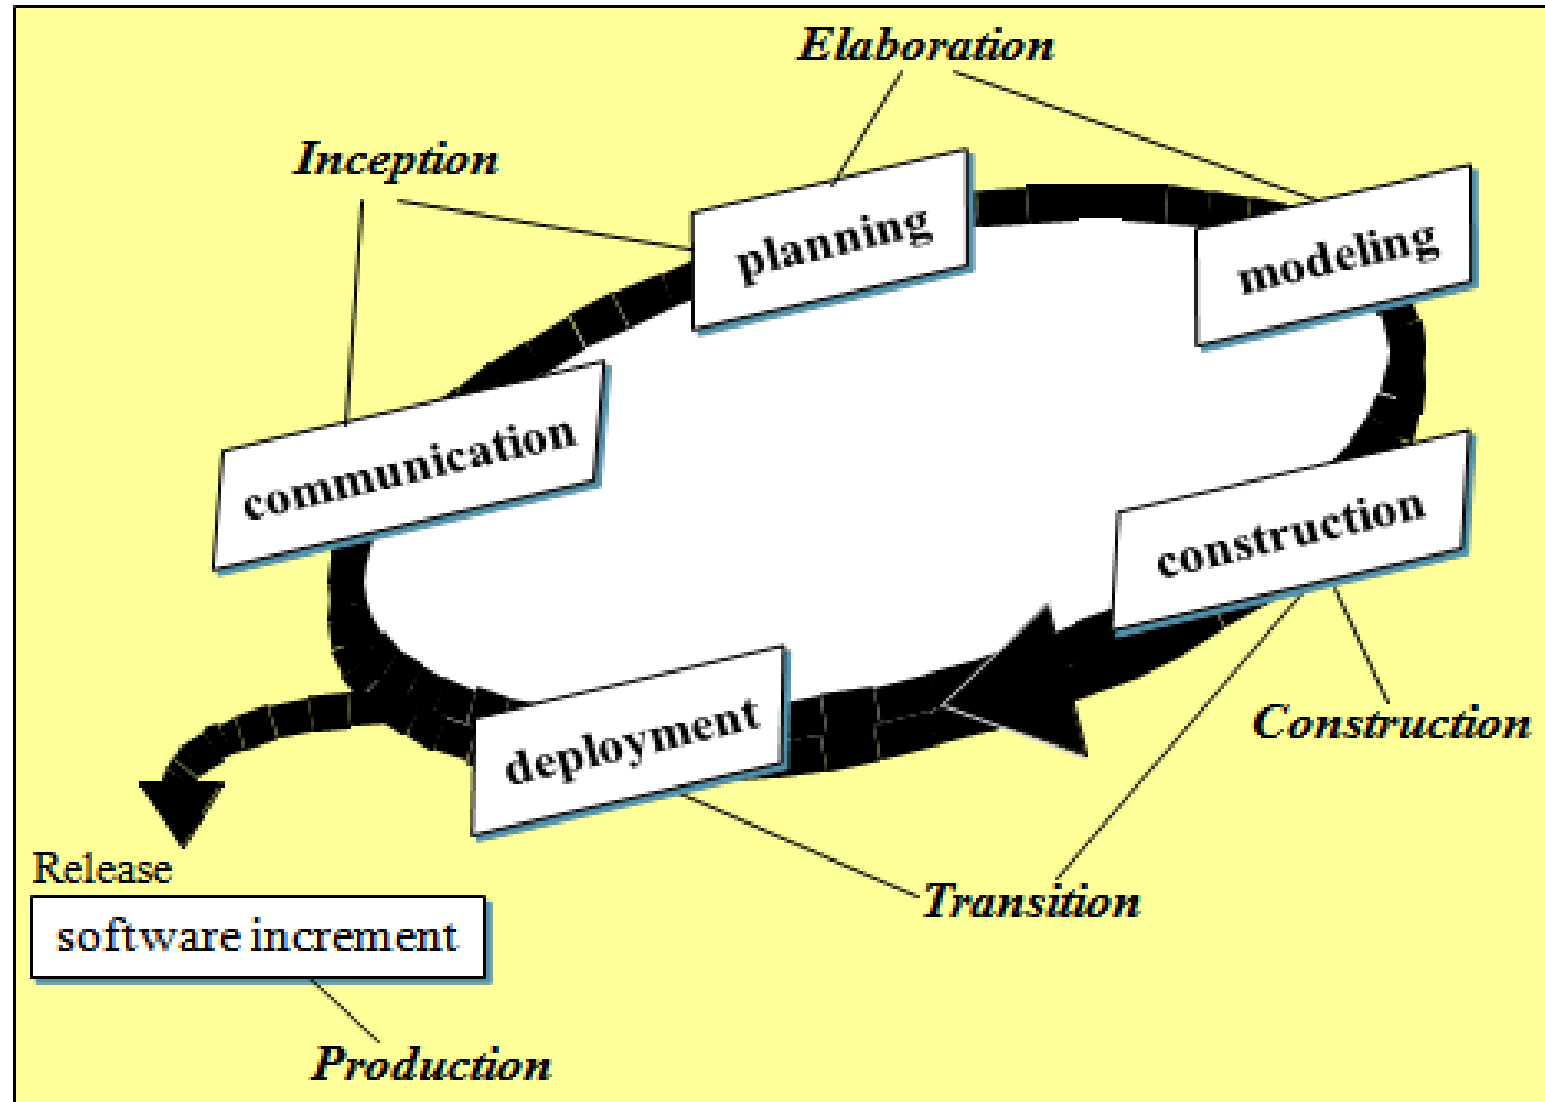 Elaboration
Inception
planning
modeling
communication
construction
deployment
Construction
Release
software increment
Transition
Production